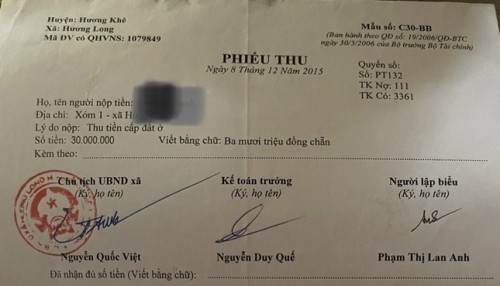 Huyện: Hương Khê
Xã: Hương Long
Mã ĐV có QHVNS: 1079849
Mẫu số: C30-BB
(Ban hành theo QĐ số: 19/2006/QĐ-BTC
ngày 30/3/2006 của Bộ trưởng Bộ Tài chính)
PHIẾU THU
Ngày 8 Tháng 12 Năm 2015
Quyển số:
Số: PT132
TK Nợ: 111
TK Có: 3361
Họ, tên người nộp tiền:
Địa chỉ: Xóm 1 - xã
Lý do nộp: Thu tiền cấp đất ở
Số tiền: 30.000.000 Viết bằng chữ: Ba mươi triệu đồng chẵn
Kèm theo:
Chủ tịch UBND xã Kế toán trưởng Người lập biểu
(Ký, họ tên) (Ký, họ tên) (Ký, họ tên)
Nguyễn Quốc Việt Nguyễn Duy Quế Phạm Thị Lan Anh
Đã nhận đủ số tiền (Viết bằng chữ):